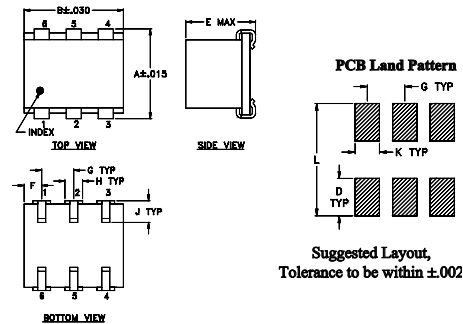 B±.030
6 5 4
A±.015
INDEX
1 2 3
TOP VIEW
E MAX
SIDE VIEW
PCB Land Pattern
G TYP
L
K TYP
D
TYP
Suggested Layout,
Tolerance to be within ±.002
G TYP
H TYP
F
1 2 3
J TYP
6 5 4
BOTTOM VIEW